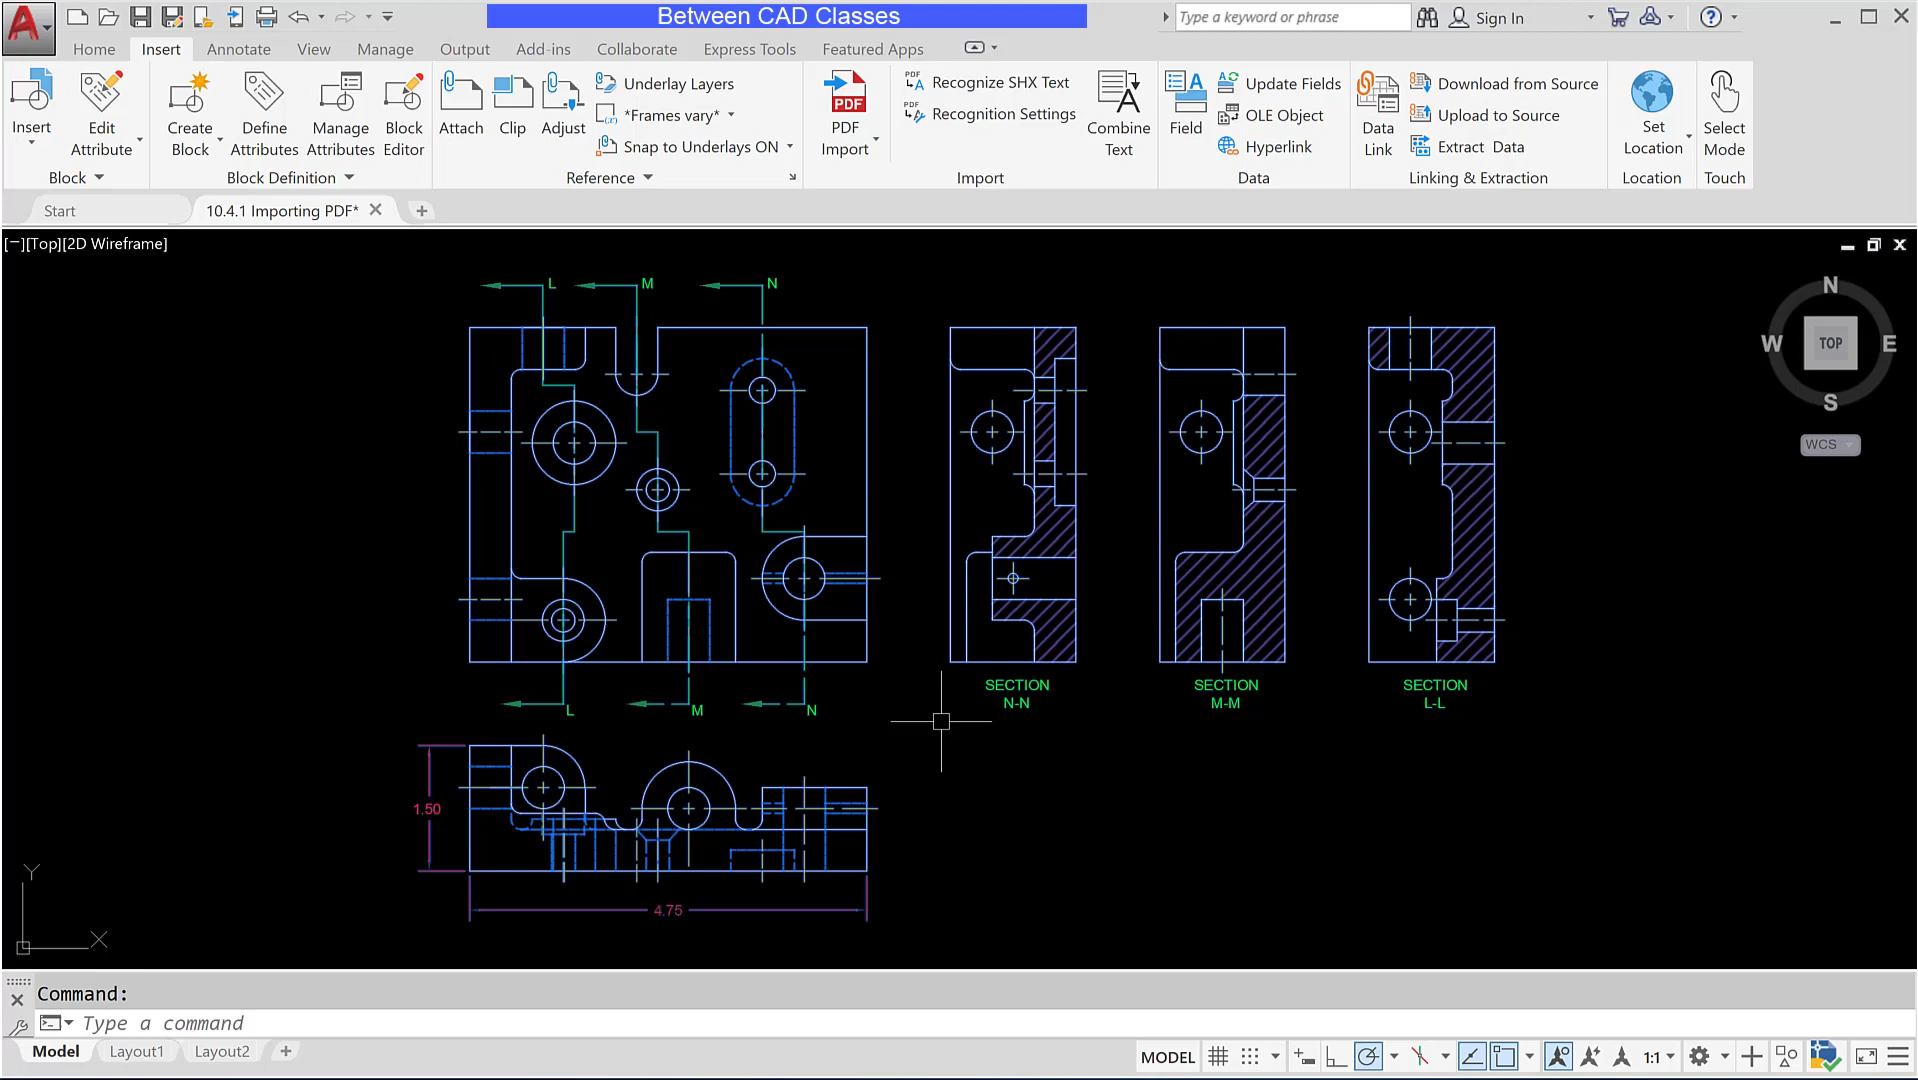 Between CAD Classes
Type a keyword or phrase
Sign In
Home Insert Annotate View Manage Output Add-ins Collaborate Express Tools Featured Apps
Insert
Edit Attribute
Create Block
Define Attributes
Manage Attributes
Block Editor
Attach
Clip
Adjust
Underlay Layers
*Frames vary*
Snap to Underlays ON
PDF
PDF Import
PDF
Recognize SHX Text
PDF
Recognition Settings
Combine Text
Field
Update Fields
OLE Object
Hyperlink
Data Link
Download from Source
Upload to Source
Extract Data
Set Location
Select Mode
Block
Block Definition
Reference
Import
Data
Linking & Extraction
Location
Touch
Start
10.4.1 Importing PDF*
[−][Top][2D Wireframe]
L M N
N
W TOP E
S
WCS
SECTION
N-N
SECTION
M-M
SECTION
L-L
L M N
1.50
4.75
Y
X
Command:
Type a command
Model Layout1 Layout2
MODEL
1:1